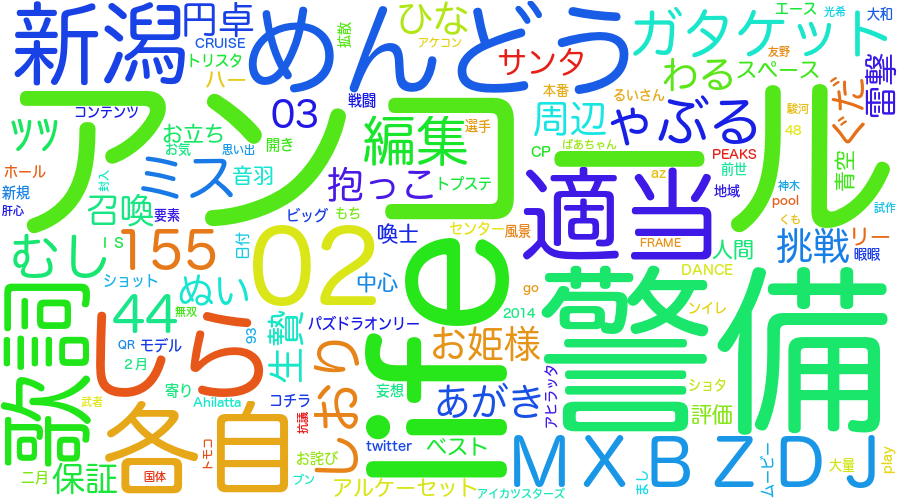 新潟
円卓
めんどう
ひな
ガタケット
エース
光希
大和
CRUISE
トリスタ
ハー
拡散
アケコン
サンタ
友野
わる
スペース
雷撃
コンテンツ
03
戦闘
本番
るいさん
駿河
ぐだ
ッッ
お立ち
開き
編集
選手
周辺
ゃぶる
48
アンコール
お気
思い出
ばあちゃん
CP
PEAKS
前世
青空
ホール
新規
肝心
封入
ミス
音羽
抱っこ
トプステ
az
地域
神木
pool
試作
召喚
要素
ビッグ
もち
適当
くも
むし
I S
155
日付
02
喚士
センター
風景
FRAME
人間
挑戦
リー
暇暇
ショット
ぬい
中心
life
DANCE
歌詞
44
無双
go
2014
警備
ンイレ
しら
QR
モデル
93
生贄
パズドラオンリー
お姫様
2月
しおり
妄想
アヒラッタ
ショタ
武者
寄り
Ahilatta
コチラ
あがき
評価
各自
抗議
トモコ
twitter
ベスト
MXBZDJ
二月
保証
国体
お詫び
ブン
アルケーセット
アイカツスターズ
まし
ムービー
大量
play